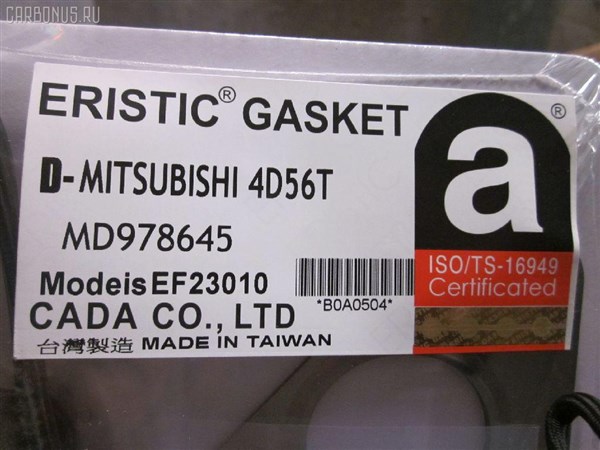 CARBONUS.RU
ERISTIC® GASKET
D-MITSUBISHI 4D56T
MD978645
Modeis EF23010
*B0A0504*
CADA CO., LTD
台灣製造 MADE IN TAIWAN
®
a
ISO/TS-16949
Certificated